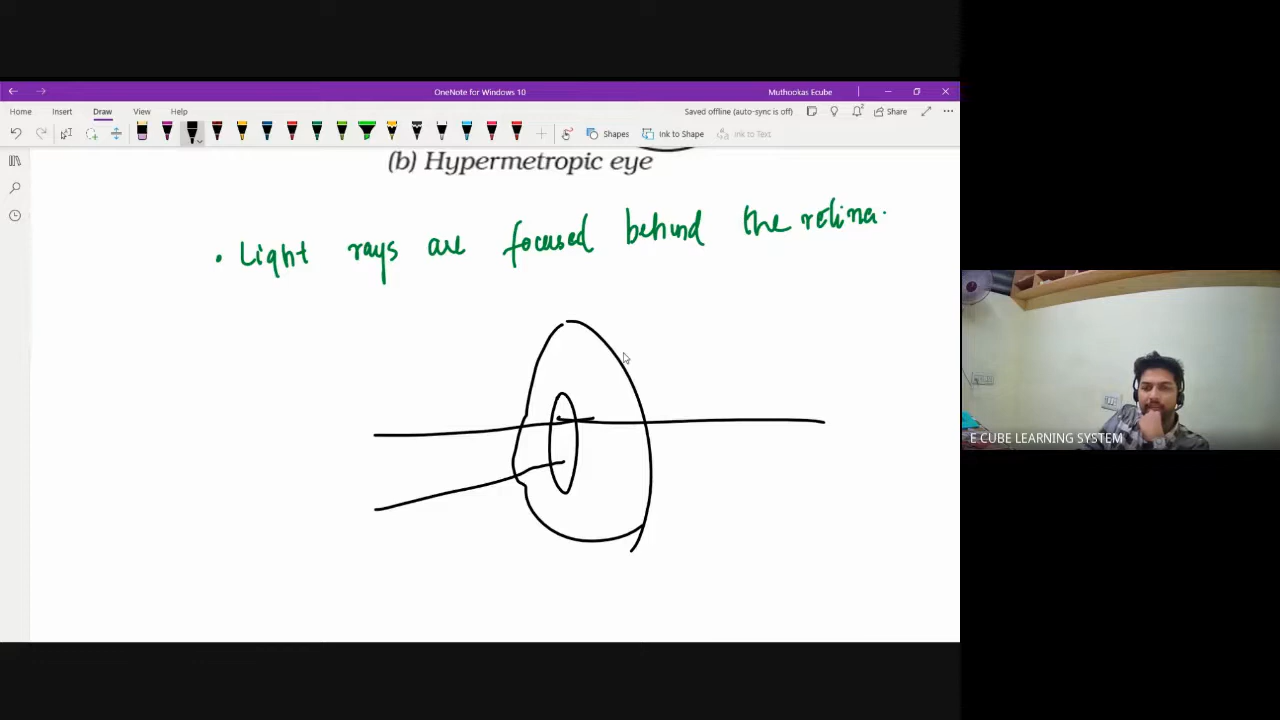 OneNote for Windows 10
Muthookas Ecube
Home Insert Draw View Help
Saved offline (auto-sync is off)
Share
Shapes
Ink to Shape
Ink to Text
(b) Hypermetropic eye
• Light rays are focused behind the retina.
E CUBE LEARNING SYSTEM